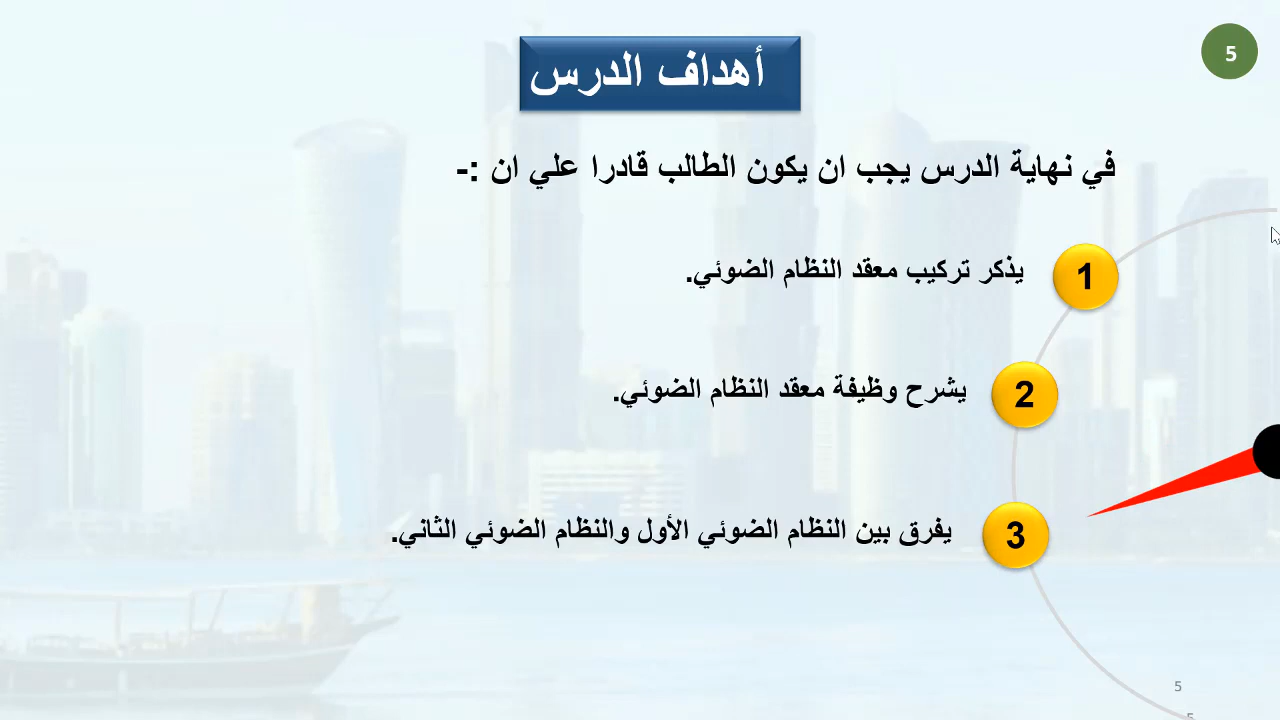 5
أهداف الدرس
في نهاية الدرس يجب ان يكون الطالب قادرا علي ان :-
1 يذكر تركيب معقد النظام الضوئي.
2 يشرح وظيفة معقد النظام الضوئي.
3 يفرق بين النظام الضوئي الأول والنظام الضوئي الثاني.
5
5